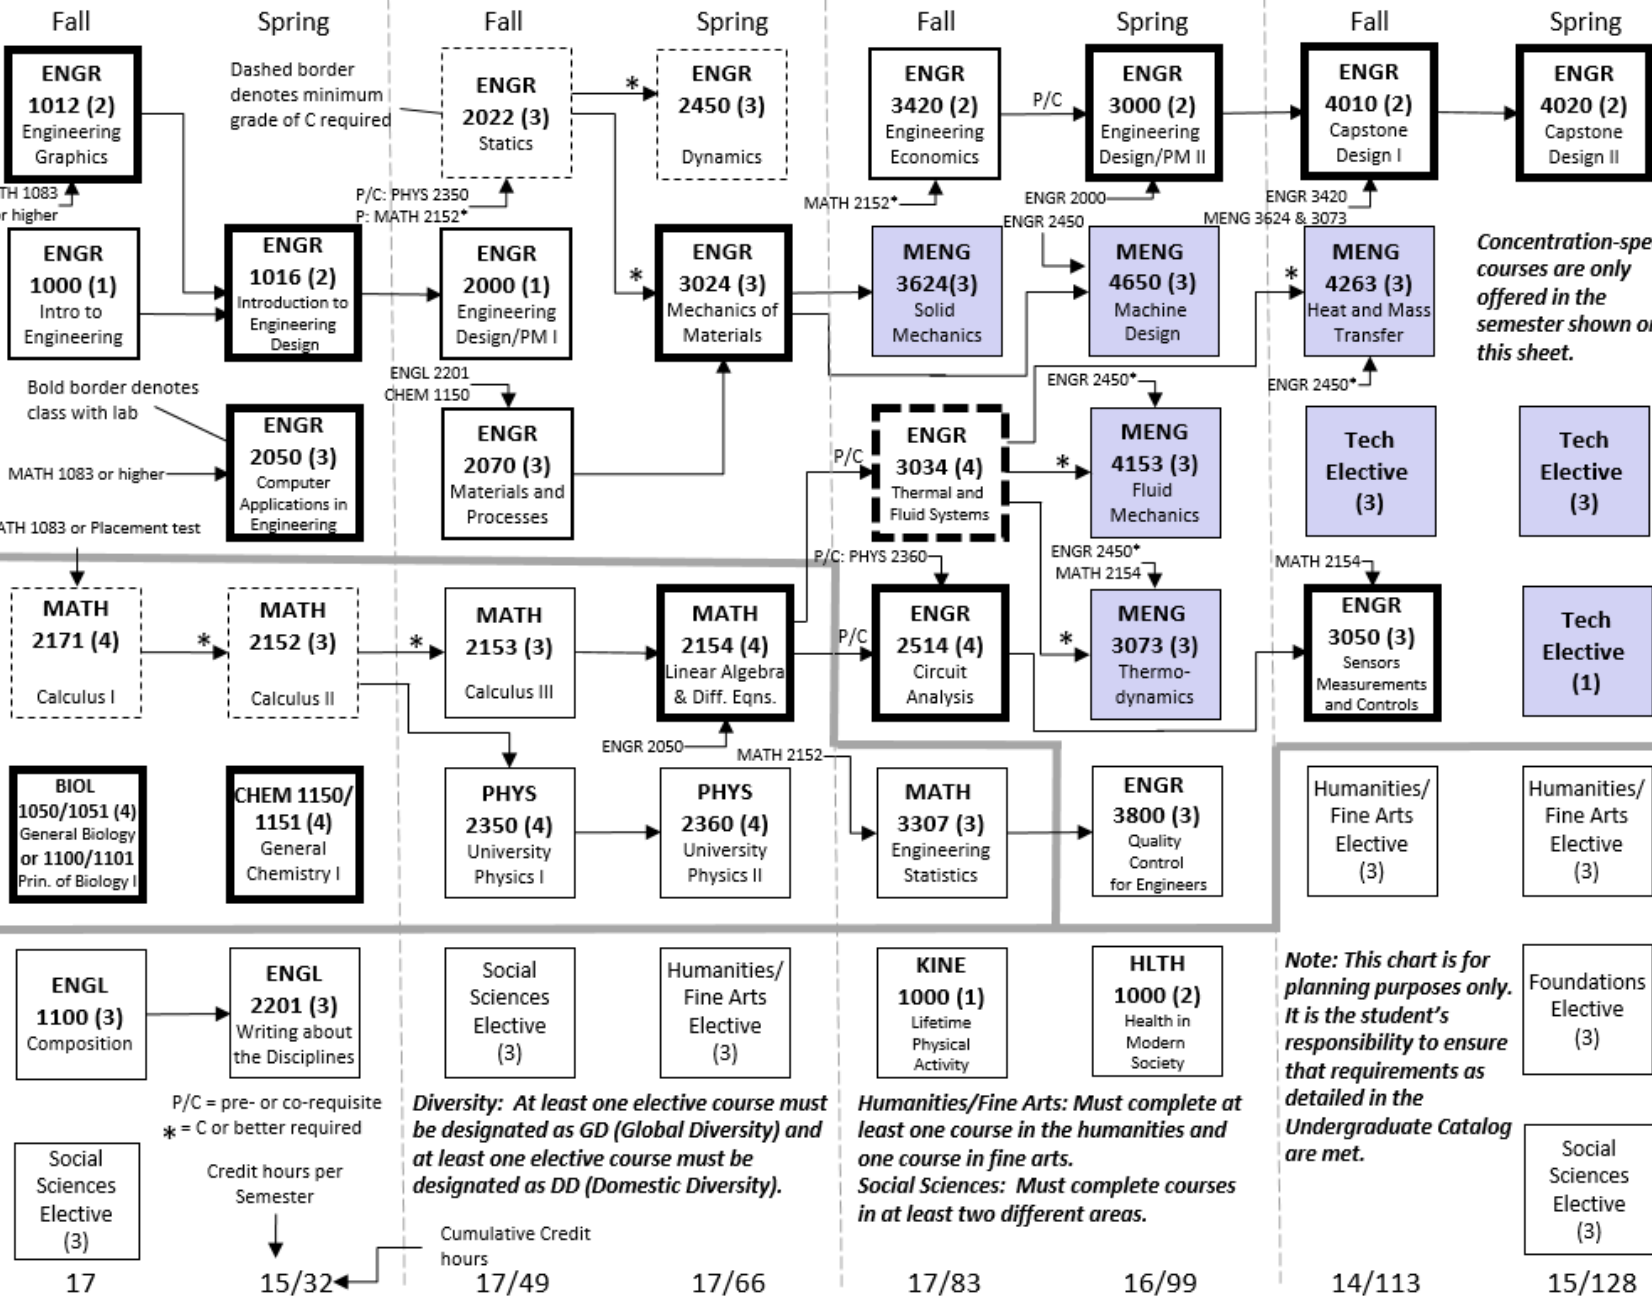 Fall
Spring
Fall
Spring
Fall
Spring
Fall
Spring
ENGR
1012 (2)
Engineering
Graphics
TH 1083
r higher
Dashed border
denotes minimum
grade of C required
ENGR
2022 (3)
Statics
P/C: PHYS 2350
P: MATH 2152*
*
ENGR
2450 (3)
Dynamics
ENGR
3420 (2)
Engineering
Economics
MATH 2152*
P/C
ENGR
3000 (2)
Engineering
Design/PM II
ENGR 2000
ENGR
4010 (2)
Capstone
Design I
ENGR 3420
MENG 3624 & 3073
ENGR
4020 (2)
Capstone
Design II
ENGR
1000 (1)
Intro to
Engineering
ENGR
1016 (2)
Introduction to
Engineering
Design
ENGR
2000 (1)
Engineering
Design/PM I
*
ENGR
3024 (3)
Mechanics of
Materials
MENG
3624(3)
Solid
Mechanics
ENGR 2450
MENG
4650 (3)
Machine
Design
*
MENG
4263 (3)
Heat and Mass
Transfer
ENGR 2450*
Concentration-spe
courses are only
offered in the
semester shown o
this sheet.
Bold border denotes
class with lab
MATH 1083 or higher
ENGR
2050 (3)
Computer
Applications in
Engineering
ENGL 2201
CHEM 1150
ENGR
2070 (3)
Materials and
Processes
P/C
ENGR
3034 (4)
Thermal and
Fluid Systems
ENGR 2450*
*
MENG
4153 (3)
Fluid
Mechanics
Tech
Elective
(3)
Tech
Elective
(3)
ATH 1083 or Placement test
MATH
2171 (4)
Calculus I
*
MATH
2152 (3)
Calculus II
*
MATH
2153 (3)
Calculus III
MATH
2154 (4)
Linear Algebra
& Diff. Eqns.
ENGR 2050
P/C: PHYS 2360
P/C
ENGR
2514 (4)
Circuit
Analysis
ENGR 2450*
MATH 2154
*
MENG
3073 (3)
Thermo-
dynamics
MATH 2154
ENGR
3050 (3)
Sensors
Measurements
and Controls
Tech
Elective
(1)
BIOL
1050/1051 (4)
General Biology
or 1100/1101
Prin. of Biology I
CHEM 1150/
1151 (4)
General
Chemistry I
PHYS
2350 (4)
University
Physics I
PHYS
2360 (4)
University
Physics II
MATH 2152
MATH
3307 (3)
Engineering
Statistics
ENGR
3800 (3)
Quality
Control
for Engineers
Humanities/
Fine Arts
Elective
(3)
Humanities/
Fine Arts
Elective
(3)
ENGL
1100 (3)
Composition
ENGL
2201 (3)
Writing about
the Disciplines
Social
Sciences
Elective
(3)
Humanities/
Fine Arts
Elective
(3)
KINE
1000 (1)
Lifetime
Physical
Activity
HLTH
1000 (2)
Health in
Modern
Society
Note: This chart is for
planning purposes only.
It is the student's
responsibility to ensure
that requirements as
detailed in the
Undergraduate Catalog
are met.
Foundations
Elective
(3)
P/C = pre- or co-requisite
* = C or better required
Diversity: At least one elective course must
be designated as GD (Global Diversity) and
at least one elective course must be
designated as DD (Domestic Diversity).
Humanities/Fine Arts: Must complete at
least one course in the humanities and
one course in fine arts.
Social Sciences: Must complete courses
in at least two different areas.
Social
Sciences
Elective
(3)
Credit hours per
Semester
Cumulative Credit
hours
Social
Sciences
Elective
(3)
17
15/32
17/49
17/66
17/83
16/99
14/113
15/128